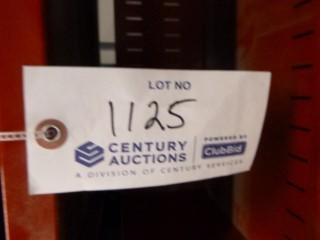 LOT NO
1125
CENTURY AUCTIONS
POWERED BY
ClubBid
A DIVISION OF CENTURY SERVICES